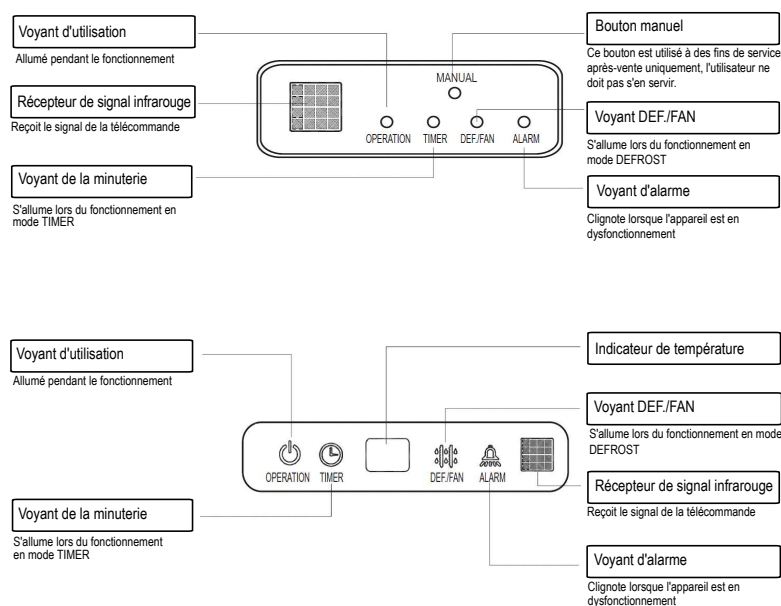 Voyant d'utilisation
Allumé pendant le fonctionnement
Récepteur de signal infrarouge
Reçoit le signal de la télécommande
Voyant de la minuterie
S'allume lors du fonctionnement en
mode TIMER
MANUAL
OPERATION TIMER DEF./FAN ALARM
Bouton manuel
Ce bouton est utilisé à des fins de service
après-vente uniquement, l'utilisateur ne
doit pas s'en servir.
Voyant DEF./FAN
S'allume lors du fonctionnement en
mode DEFROST
Voyant d'alarme
Clignote lorsque l'appareil est en
dysfonctionnement
Voyant d'utilisation
Allumé pendant le fonctionnement
Voyant de la minuterie
S'allume lors du fonctionnement
en mode TIMER
OPERATION TIMER DEF./FAN ALARM
Indicateur de température
Voyant DEF./FAN
S'allume lors du fonctionnement en mode
DEFROST
Récepteur de signal infrarouge
Reçoit le signal de la télécommande
Voyant d'alarme
Clignote lorsque l'appareil est en
dysfonctionnement